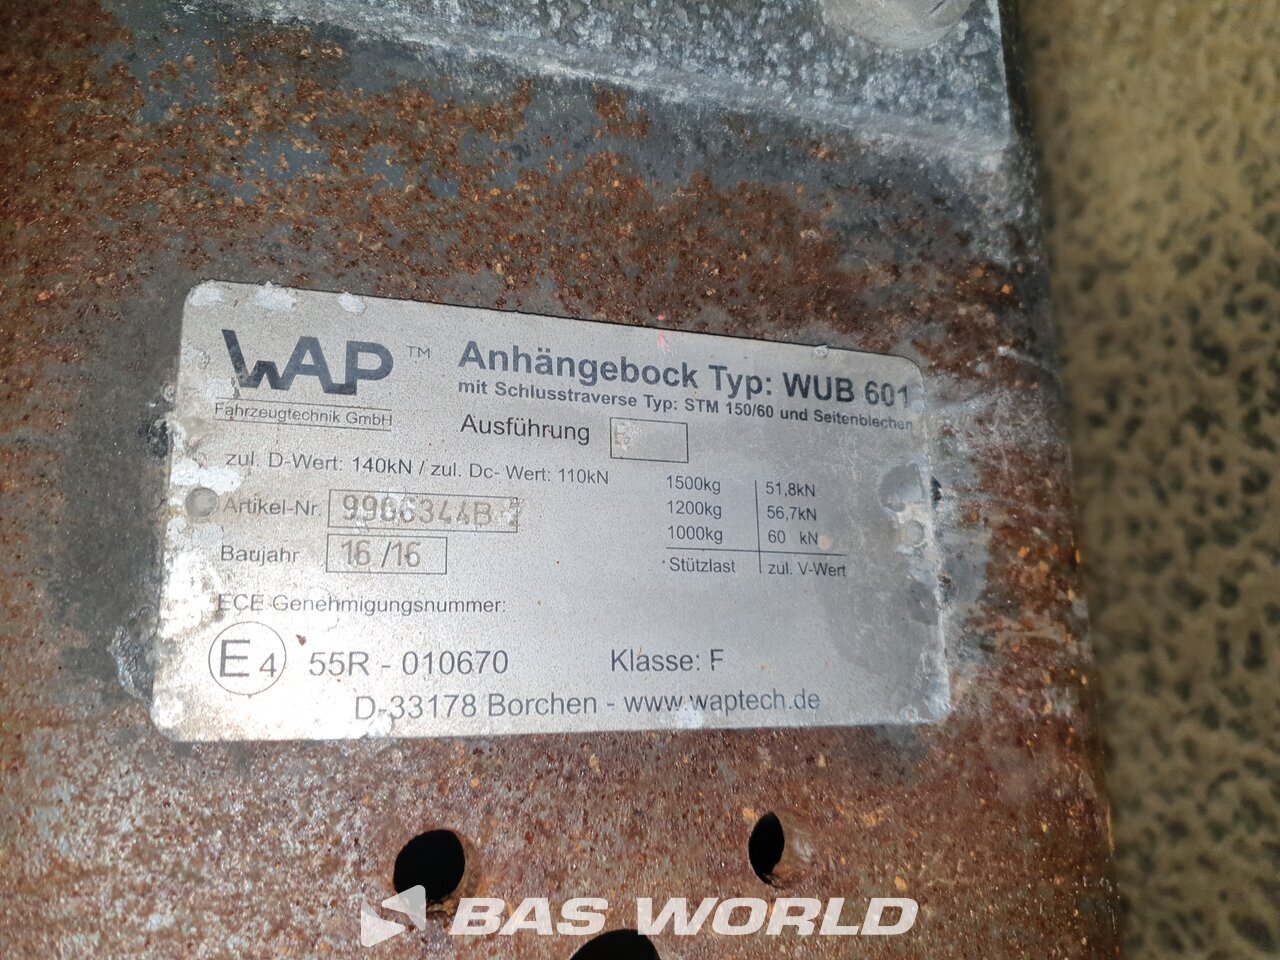 WAP™
Fahrzeugtechnik GmbH
Anhängebock Typ: WUB 601
mit Schlusstraverse Typ: STM 150/60 und Seitenblechen
Ausführung
zul. D-Wert: 140kN / zul. Dc- Wert: 110kN
Artikel-Nr.
Baujahr 16/16
1500kg 51,8kN
1200kg 56,7kN
1000kg 60 kN
Stützlast zul. V-Wert
ECE Genehmigungsnummer:
E4 55R - 010670 Klasse: F
D-33178 Borchen - www.waptech.de
BAS WORLD